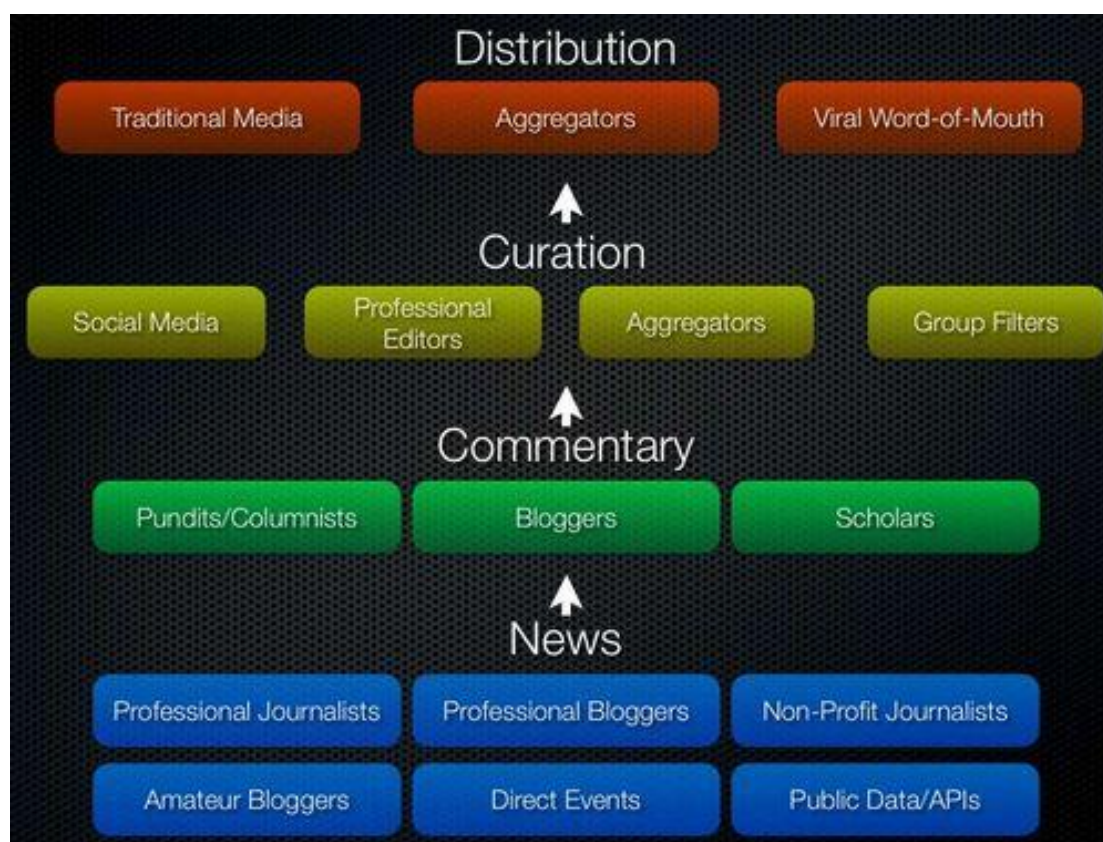 Distribution
Traditional Media
Aggregators
Viral Word-of-Mouth
Curation
Social Media
Professional
Editors
Aggregators
Group Filters
Commentary
Pundits/Columnists
Bloggers
Scholars
News
Professional Journalists
Professional Bloggers
Non-Profit Journalists
Amateur Bloggers
Direct Events
Public Data/APIs